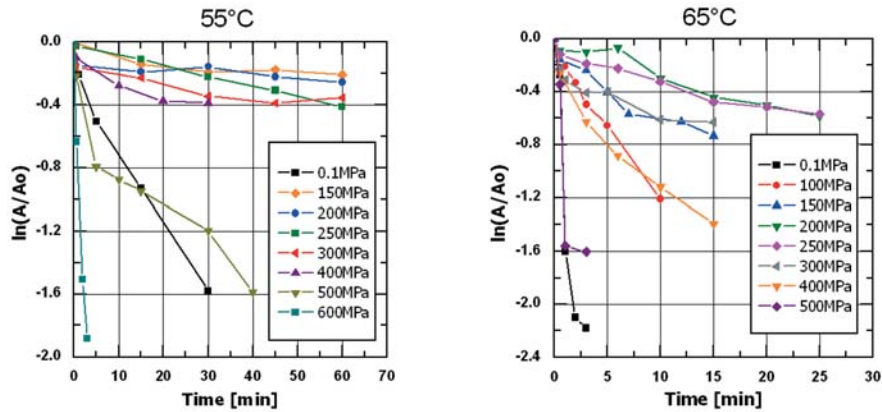 55°C
ln(A/Ao)
0.0
-0.4
-0.8
-1.2
-1.6
-2.0
0.1MPa
150MPa
200MPa
250MPa
300MPa
400MPa
500MPa
600MPa
0 10 20 30 40 50 60 70
Time [min]
65°C
ln(A/Ao)
0.0
-0.4
-0.8
-1.2
-1.6
-2.0
-2.4
0.1MPa
100MPa
150MPa
200MPa
250MPa
300MPa
400MPa
500MPa
0 5 10 15 20 25 30
Time [min]